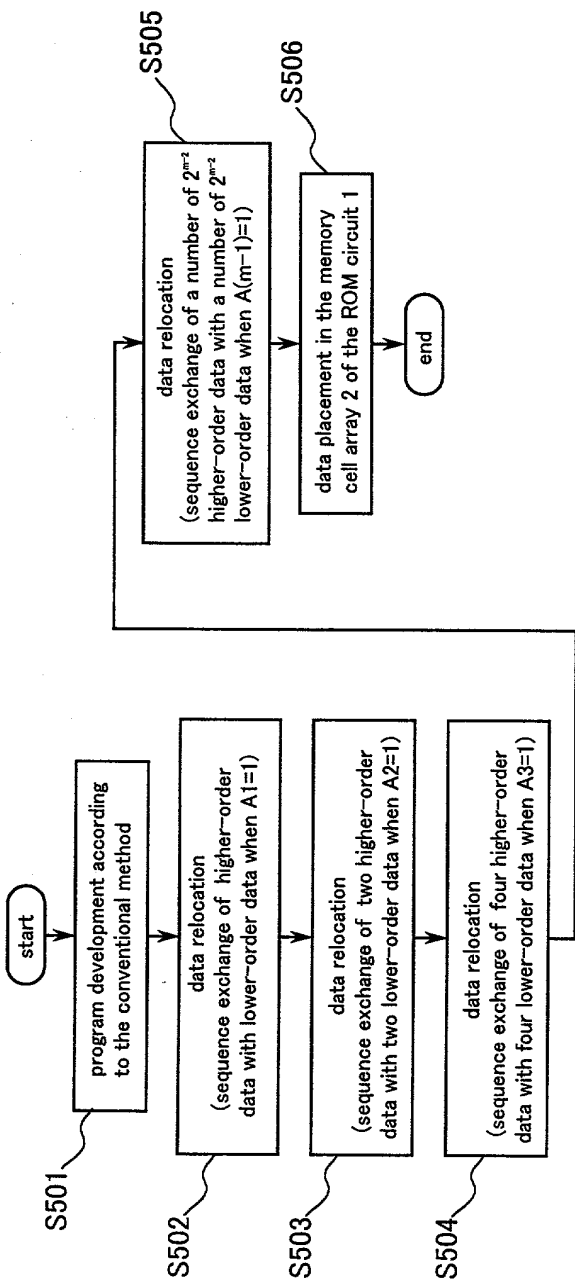 start
S501
program development according
to the conventional method
S502
data relocation
(sequence exchange of higher-order
data with lower-order data when A1=1)
S503
data relocation
(sequence exchange of two higher-order
data with two lower-order data when A2=1)
S504
data relocation
(sequence exchange of four higher-order
data with four lower-order data when A3=1)
S505
data relocation
(sequence exchange of a number of 2^{m-2}
higher-order data with a number of 2^{m-2}
lower-order data when A(m-1)=1)
S506
data placement in the memory
cell array 2 of the ROM circuit 1
end